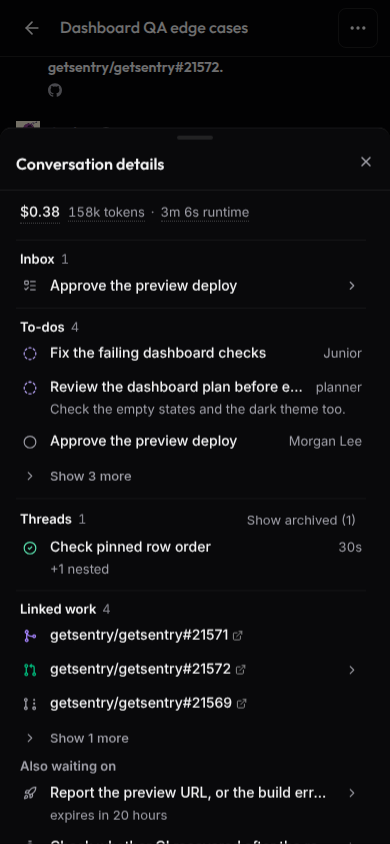 Dashboard QA edge cases
getsentry/getsentry#21572.
Conversation details
$0.38 158k tokens · 3m 6s runtime
Inbox 1
Approve the preview deploy
To-dos 4
Fix the failing dashboard checks Junior
Review the dashboard plan before e... planner
Check the empty states and the dark theme too.
Approve the preview deploy Morgan Lee
Show 3 more
Threads 1 Show archived (1)
Check pinned row order 30s
+1 nested
Linked work 4
getsentry/getsentry#21571
getsentry/getsentry#21572
getsentry/getsentry#21569
Show 1 more
Also waiting on
Report the preview URL, or the build err...
expires in 20 hours